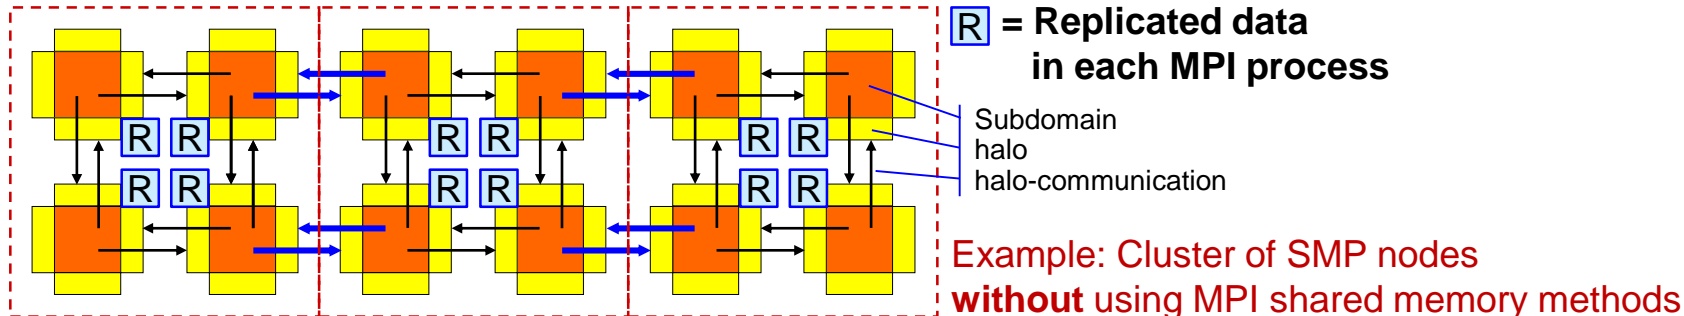 R = Replicated data
in each MPI process
Subdomain
halo
halo-communication
R R R R R R
R R R R R R
Example: Cluster of SMP nodes
without using MPI shared memory methods